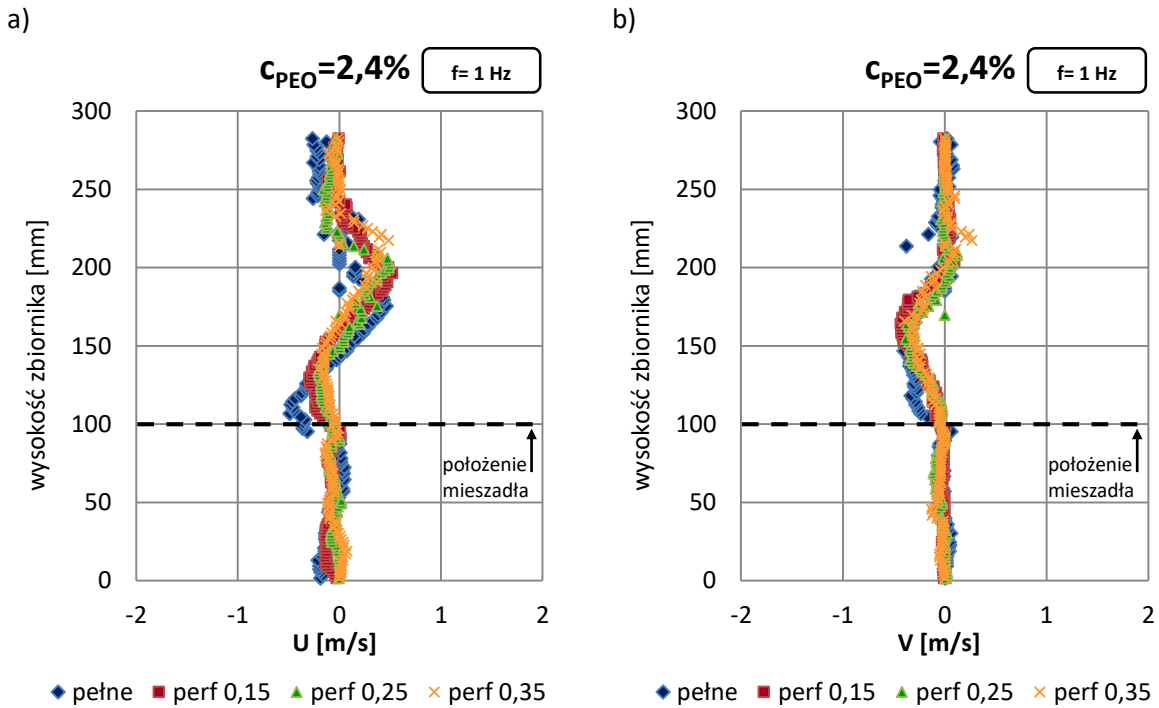 a)
c_PEO=2,4%
f= 1 Hz
300
250
200
150
100
50
0
wysokość zbiornika [mm]
położenie
mieszadła
-2
-1
0
1
2
U [m/s]
pełne
perf 0,15
perf 0,25
perf 0,35
b)
c_PEO=2,4%
f= 1 Hz
300
250
200
150
100
50
0
wysokość zbiornika [mm]
położenie
mieszadła
-2
-1
0
1
2
V [m/s]
pełne
perf 0,15
perf 0,25
perf 0,35